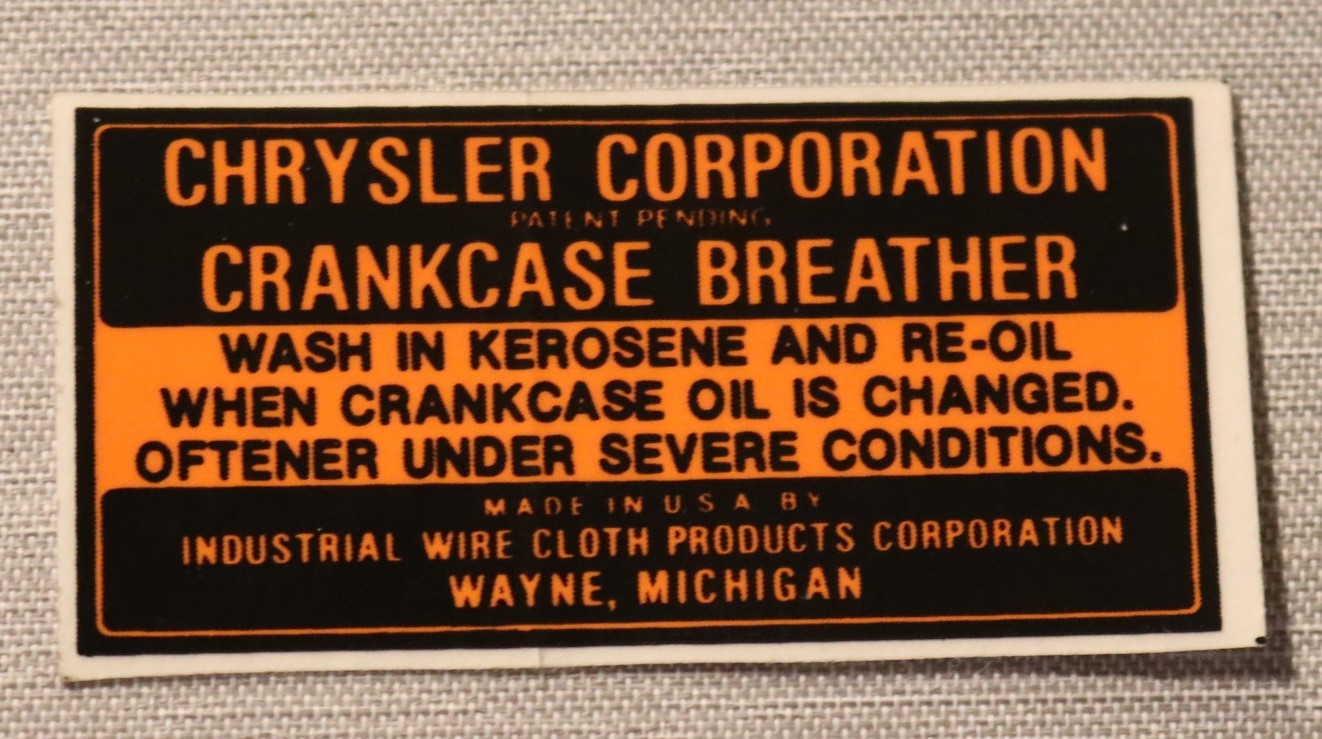 CHRYSLER CORPORATION
PATENT PENDING
CRANKCASE BREATHER
WASH IN KEROSENE AND RE-OIL
WHEN CRANKCASE OIL IS CHANGED.
OFTENER UNDER SEVERE CONDITIONS.
MADE IN U S A BY
INDUSTRIAL WIRE CLOTH PRODUCTS CORPORATION
WAYNE, MICHIGAN